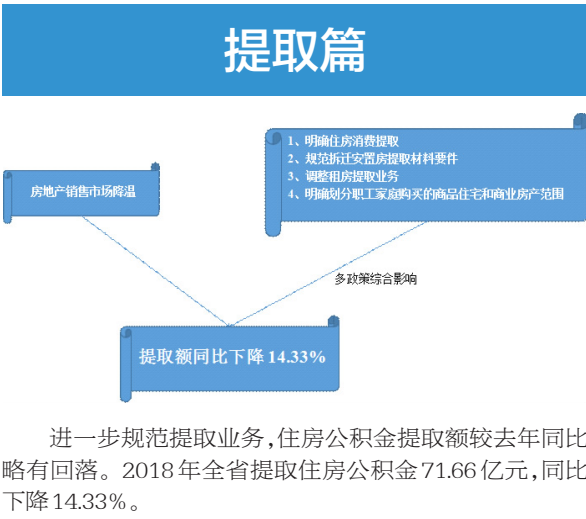 提取篇
房地产销售市场降温
1、明确住房消费提取
2、规范拆迁安置房提取材料要件
3、调整租房提取业务
4、明确划分职工家庭购买的商品住宅和商业房产范围
多政策综合影响
提取额同比下降14.33%
进一步规范提取业务,住房公积金提取额较去年同比
略有回落。2018年全省提取住房公积金71.66亿元,同比
下降14.33%。